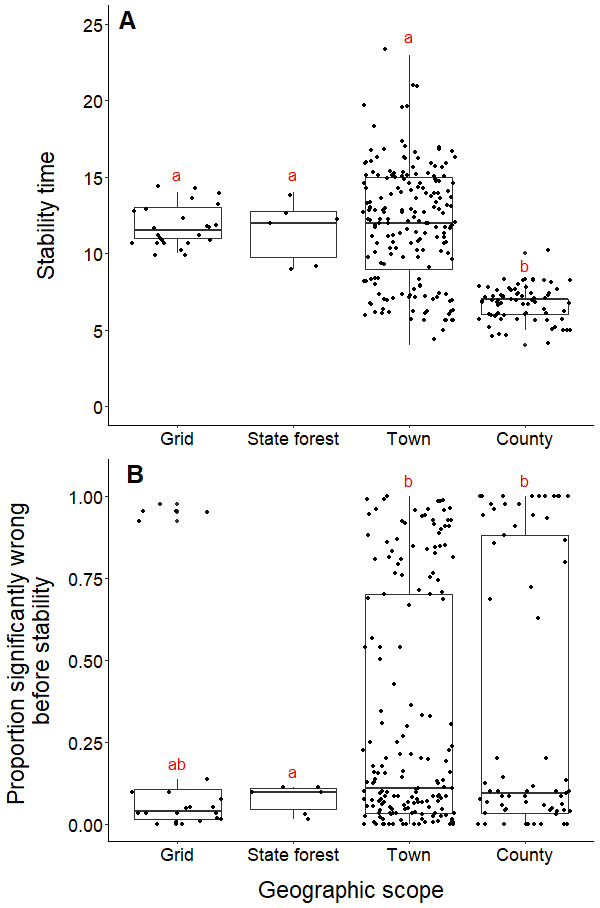 A
25
20
15
10
5
0
Stability time
a
a
a
b
Grid
State forest
Town
County
B
1.00
0.75
0.50
0.25
0.00
Proportion significantly wrong
before stability
ab
a
b
b
Grid
State forest
Town
County
Geographic scope